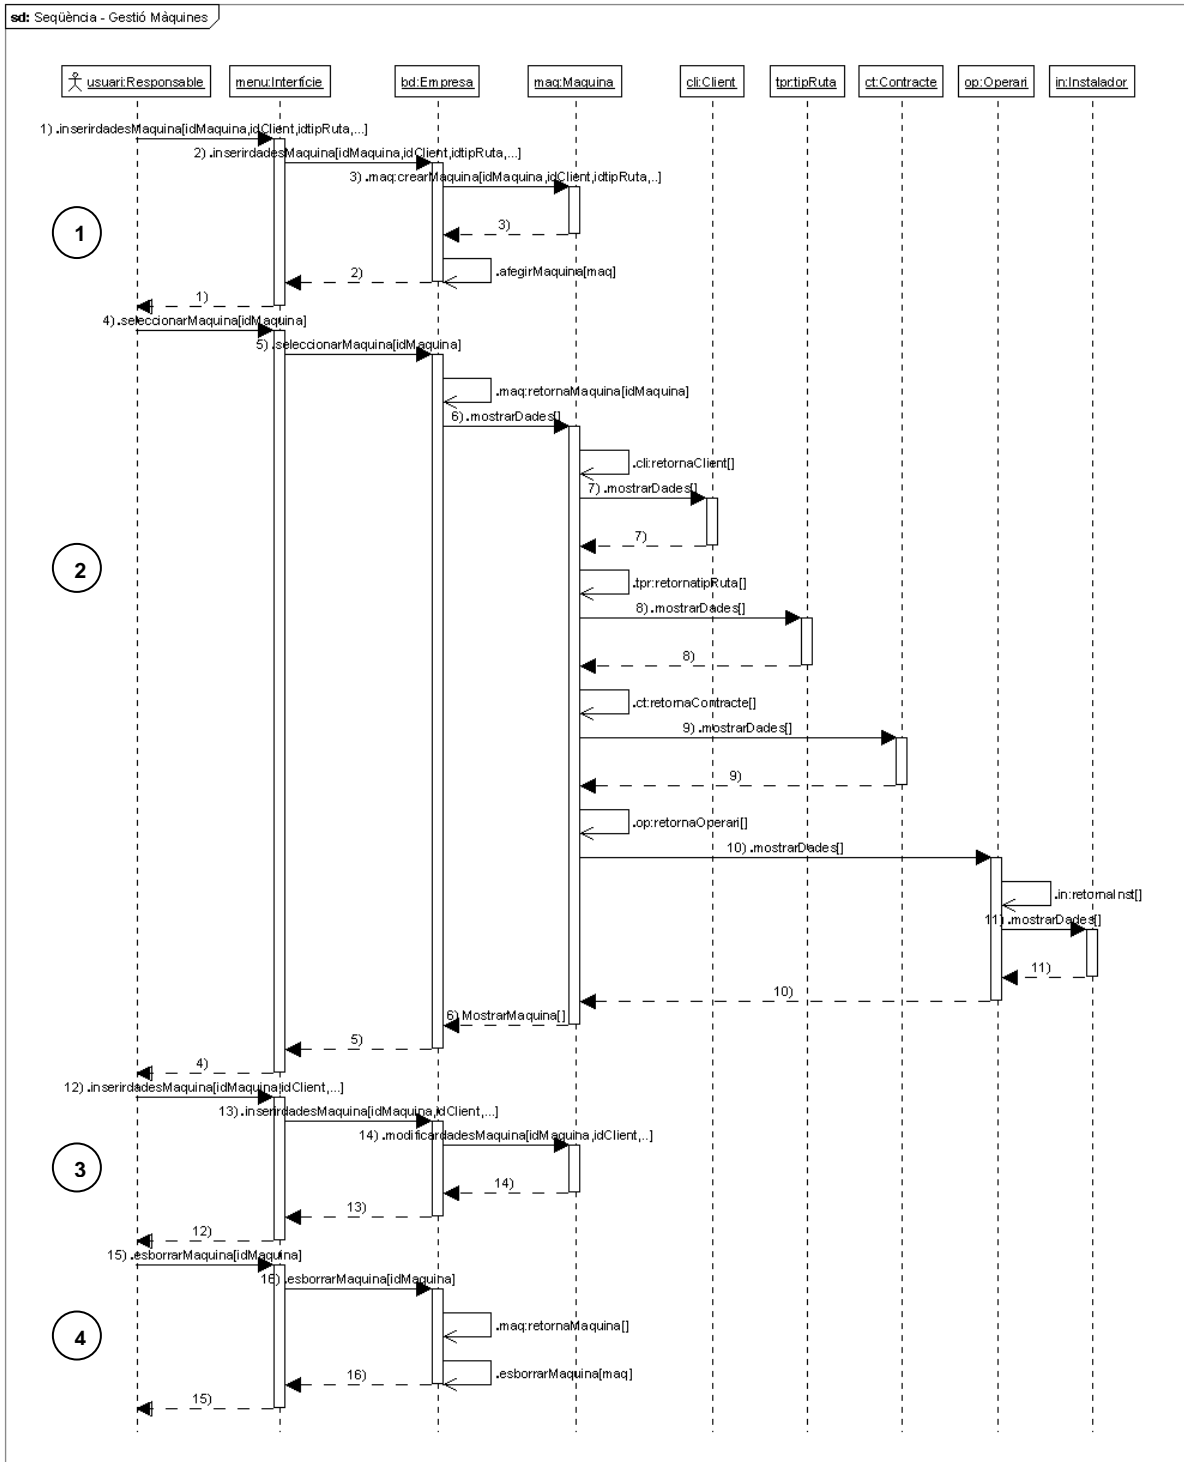 sd: Seqüència - Gestió Màquines
usuari:Responsable
menu:Interfície
bd:Empresa
maq:Maquina
cli:Client
tpr:tipRuta
ct:Contracte
op:Operari
in:Instalador
1) .inserirdadesMaquina[idMaquina,idClient,idtipRuta,...]
2) .inserirdadesMaquina[idMaquina,idClient,idtipRuta,...]
3) .maq:crearMaquina[idMaquina,idClient,idtipRuta,..]
1
3)
.afegirMaquina[maq]
2)
1)
4) .seleccionarMaquina[idMaquina]
5) .seleccionarMaquina[idMaquina]
.maq:retornaMaquina[idMaquina]
6) .mostrarDades[]
.cli:retornaClient[]
7) .mostrarDades[]
7)
2
.tpr:retornatipRuta[]
8) .mostrarDades[]
8)
.ct:retornaContracte[]
9) .mostrarDades[]
9)
.op:retornaOperari[]
10) .mostrarDades[]
.in:retornaInst[]
11) .mostrarDades[]
11)
10)
6) MostrarMaquina[]
5)
4)
12) .inserirdadesMaquina[idMaquina,idClient,...]
13) .inserirdadesMaquina[idMaquina,idClient,...]
14) .modificardadesMaquina[idMaquina,idClient,..]
3
14)
13)
12)
15) .esborrarMaquina[idMaquina]
16) .esborrarMaquina[idMaquina]
.maq:retornaMaquina[]
4
.esborrarMaquina[maq]
16)
15)